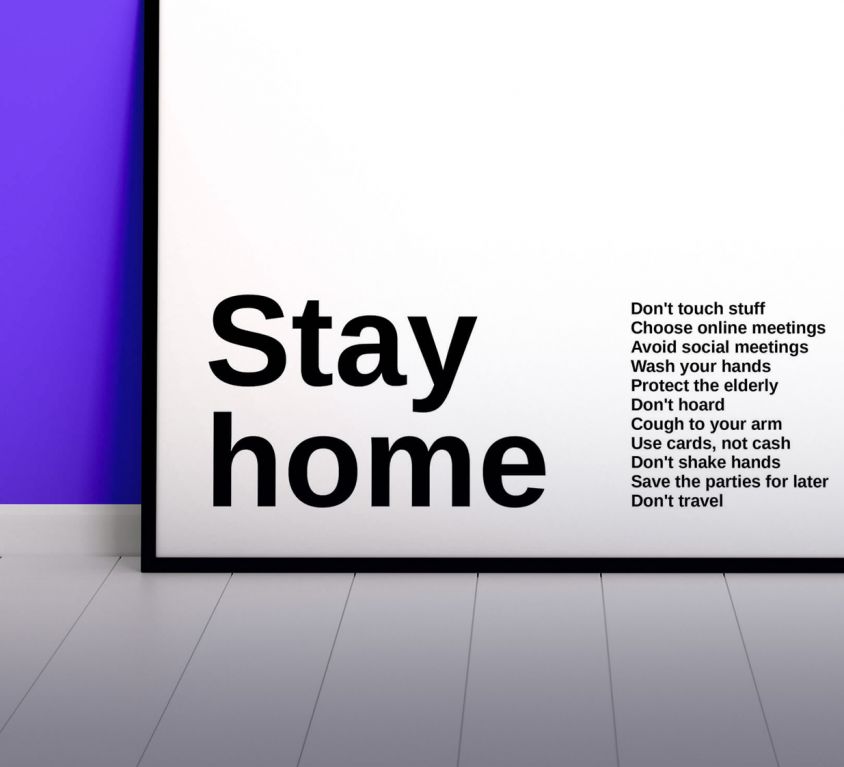 Stay
home
Don't touch stuff
Choose online meetings
Avoid social meetings
Wash your hands
Protect the elderly
Don't hoard
Cough to your arm
Use cards, not cash
Don't shake hands
Save the parties for later
Don't travel